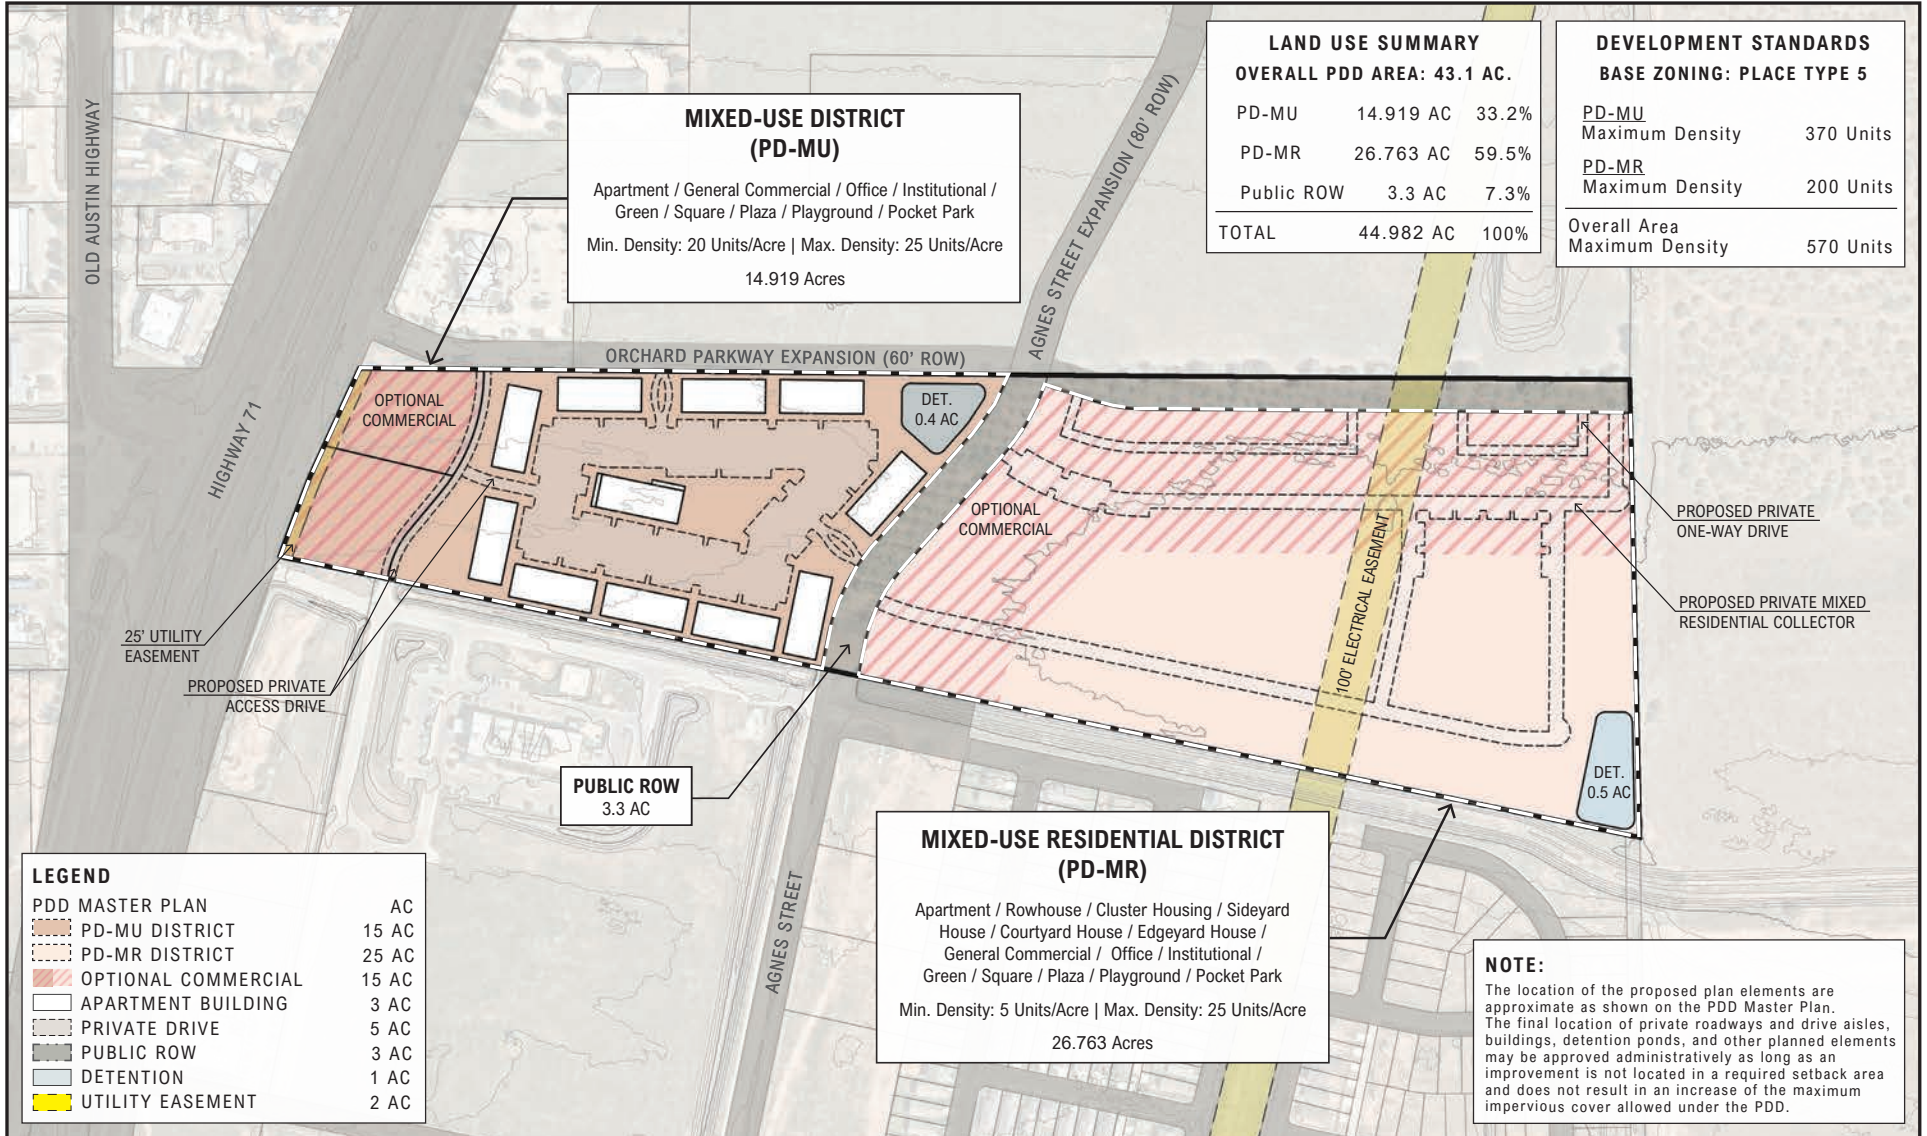 OLD AUSTIN HIGHWAY
HIGHWAY 71
MIXED-USE DISTRICT
(PD-MU)
Apartment / General Commercial / Office / Institutional /
Green / Square / Plaza / Playground / Pocket Park
Min. Density: 20 Units/Acre | Max. Density: 25 Units/Acre
14.919 Acres
AGNES STREET EXPANSION (80' ROW)
LAND USE SUMMARY
OVERALL PDD AREA: 43.1 AC.
PD-MU 14.919 AC 33.2%
PD-MR 26.763 AC 59.5%
Public ROW 3.3 AC 7.3%
TOTAL 44.982 AC 100%
DEVELOPMENT STANDARDS
BASE ZONING: PLACE TYPE 5
PD-MU
Maximum Density 370 Units
PD-MR
Maximum Density 200 Units
Overall Area
Maximum Density 570 Units
ORCHARD PARKWAY EXPANSION (60' ROW)
OPTIONAL
COMMERCIAL
DET.
0.4 AC
OPTIONAL
COMMERCIAL
100' ELECTRICAL EASEMENT
PROPOSED PRIVATE
ONE-WAY DRIVE
PROPOSED PRIVATE MIXED
RESIDENTIAL COLLECTOR
25' UTILITY
EASEMENT
PROPOSED PRIVATE
ACCESS DRIVE
PUBLIC ROW
3.3 AC
DET.
0.5 AC
AGNES STREET
MIXED-USE RESIDENTIAL DISTRICT
(PD-MR)
Apartment / Rowhouse / Cluster Housing / Sideyard
House / Courtyard House / Edgeyard House /
General Commercial / Office / Institutional /
Green / Square / Plaza / Playground / Pocket Park
Min. Density: 5 Units/Acre | Max. Density: 25 Units/Acre
26.763 Acres
LEGEND
PDD MASTER PLAN AC
PD-MU DISTRICT 15 AC
PD-MR DISTRICT 25 AC
OPTIONAL COMMERCIAL 15 AC
APARTMENT BUILDING 3 AC
PRIVATE DRIVE 5 AC
PUBLIC ROW 3 AC
DETENTION 1 AC
UTILITY EASEMENT 2 AC
NOTE:
The location of the proposed plan elements are
approximate as shown on the PDD Master Plan.
The final location of private roadways and drive aisles,
buildings, detention ponds, and other planned elements
may be approved administratively as long as an
improvement is not located in a required setback area
and does not result in an increase of the maximum
impervious cover allowed under the PDD.